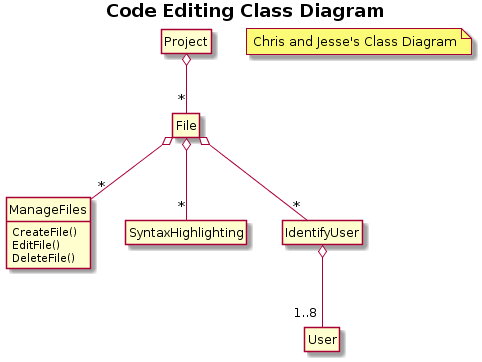 Code Editing Class Diagram
Project
Chris and Jesse's Class Diagram
*
File
*
*
*
ManageFiles
CreateFile()
EditFile()
DeleteFile()
SyntaxHighlighting
IdentifyUser
1..8
User